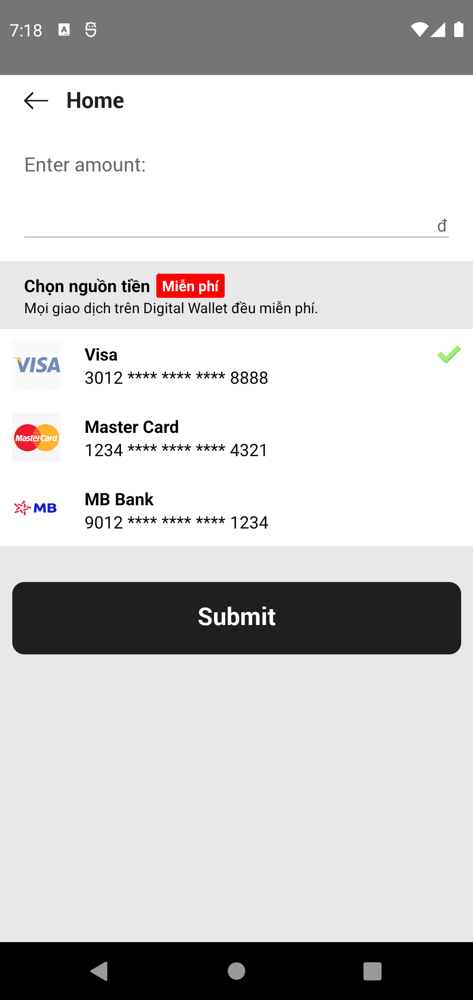 7:18
Home
Enter amount:
đ
Chọn nguồn tiền Miễn phí
Mọi giao dịch trên Digital Wallet đều miễn phí.
VISA
Visa
3012 **** **** **** 8888
MasterCard
Master Card
1234 **** **** **** 4321
MB
MB Bank
9012 **** **** **** 1234
Submit